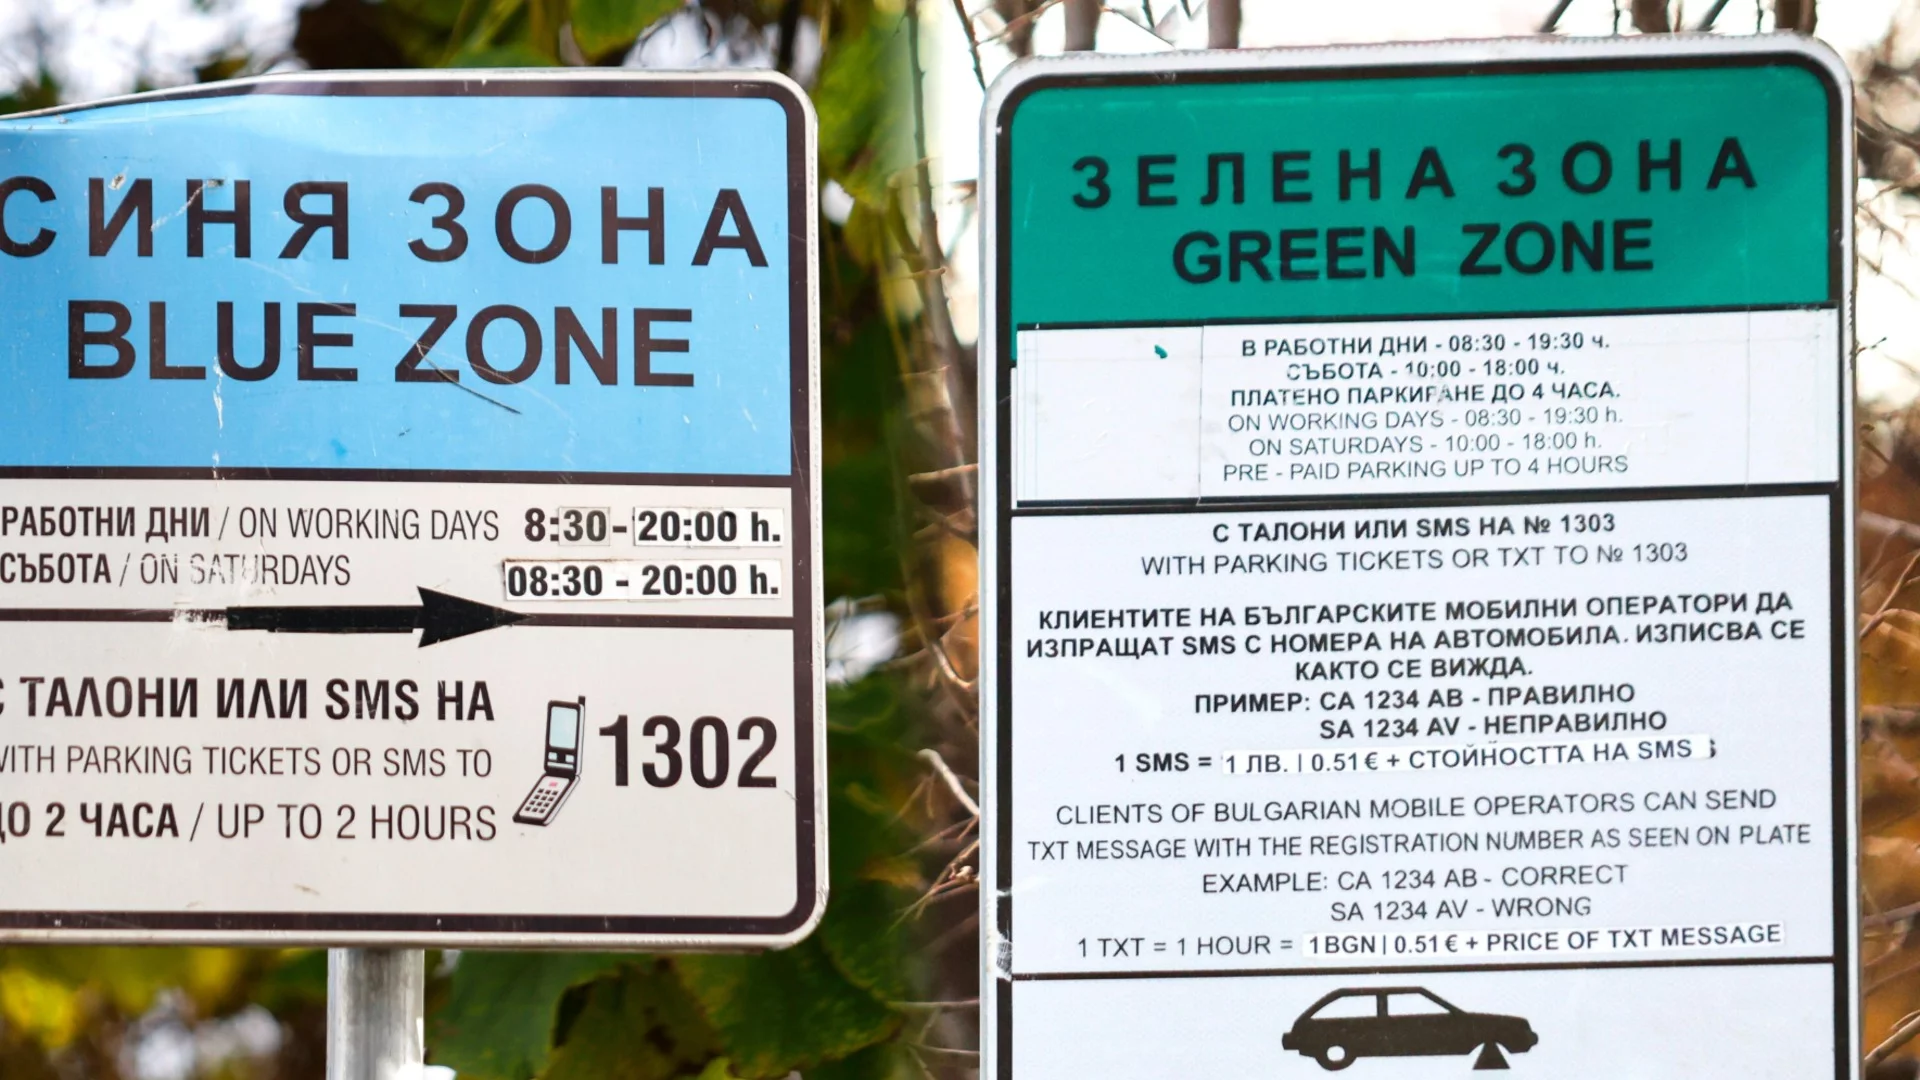 СИНЯ ЗОНА
BLUE ZONE
РАБОТНИ ДНИ / ON WORKING DAYS 8:30-20:00 h.
СЪБОТА / ON SATURDAYS 08:30 - 20:00 h.
С ТАЛОНИ ИЛИ SMS НА
WITH PARKING TICKETS OR SMS TO
1302
ДО 2 ЧАСА / UP TO 2 HOURS
ЗЕЛЕНА ЗОНА
GREEN ZONE
В РАБОТНИ ДНИ - 08:30 - 19:30 ч.
СЪБОТА - 10:00 - 18:00 ч.
ПЛАТЕНО ПАРКИРАНЕ ДО 4 ЧАСА.
ON WORKING DAYS - 08:30 - 19:30 h.
ON SATURDAYS - 10:00 - 18:00 h.
PRE - PAID PARKING UP TO 4 HOURS
С ТАЛОНИ ИЛИ SMS НА № 1303
WITH PARKING TICKETS OR TXT TO № 1303
КЛИЕНТИТЕ НА БЪЛГАРСКИТЕ МОБИЛНИ ОПЕРАТОРИ ДА
ИЗПРАЩАТ SMS С НОМЕРА НА АВТОМОБИЛА. ИЗПИСВА СЕ
КАКТО СЕ ВИЖДА.
ПРИМЕР: СА 1234 АВ - ПРАВИЛНО
SA 1234 AV - НЕПРАВИЛНО
1 SMS = 1 ЛВ. | 0.51 € + СТОЙНОСТТА НА SMS
CLIENTS OF BULGARIAN MOBILE OPERATORS CAN SEND
TXT MESSAGE WITH THE REGISTRATION NUMBER AS SEEN ON PLATE
EXAMPLE: CA 1234 AB - CORRECT
SA 1234 AV - WRONG
1 TXT = 1 HOUR = 1BGN | 0.51 € + PRICE OF TXT MESSAGE